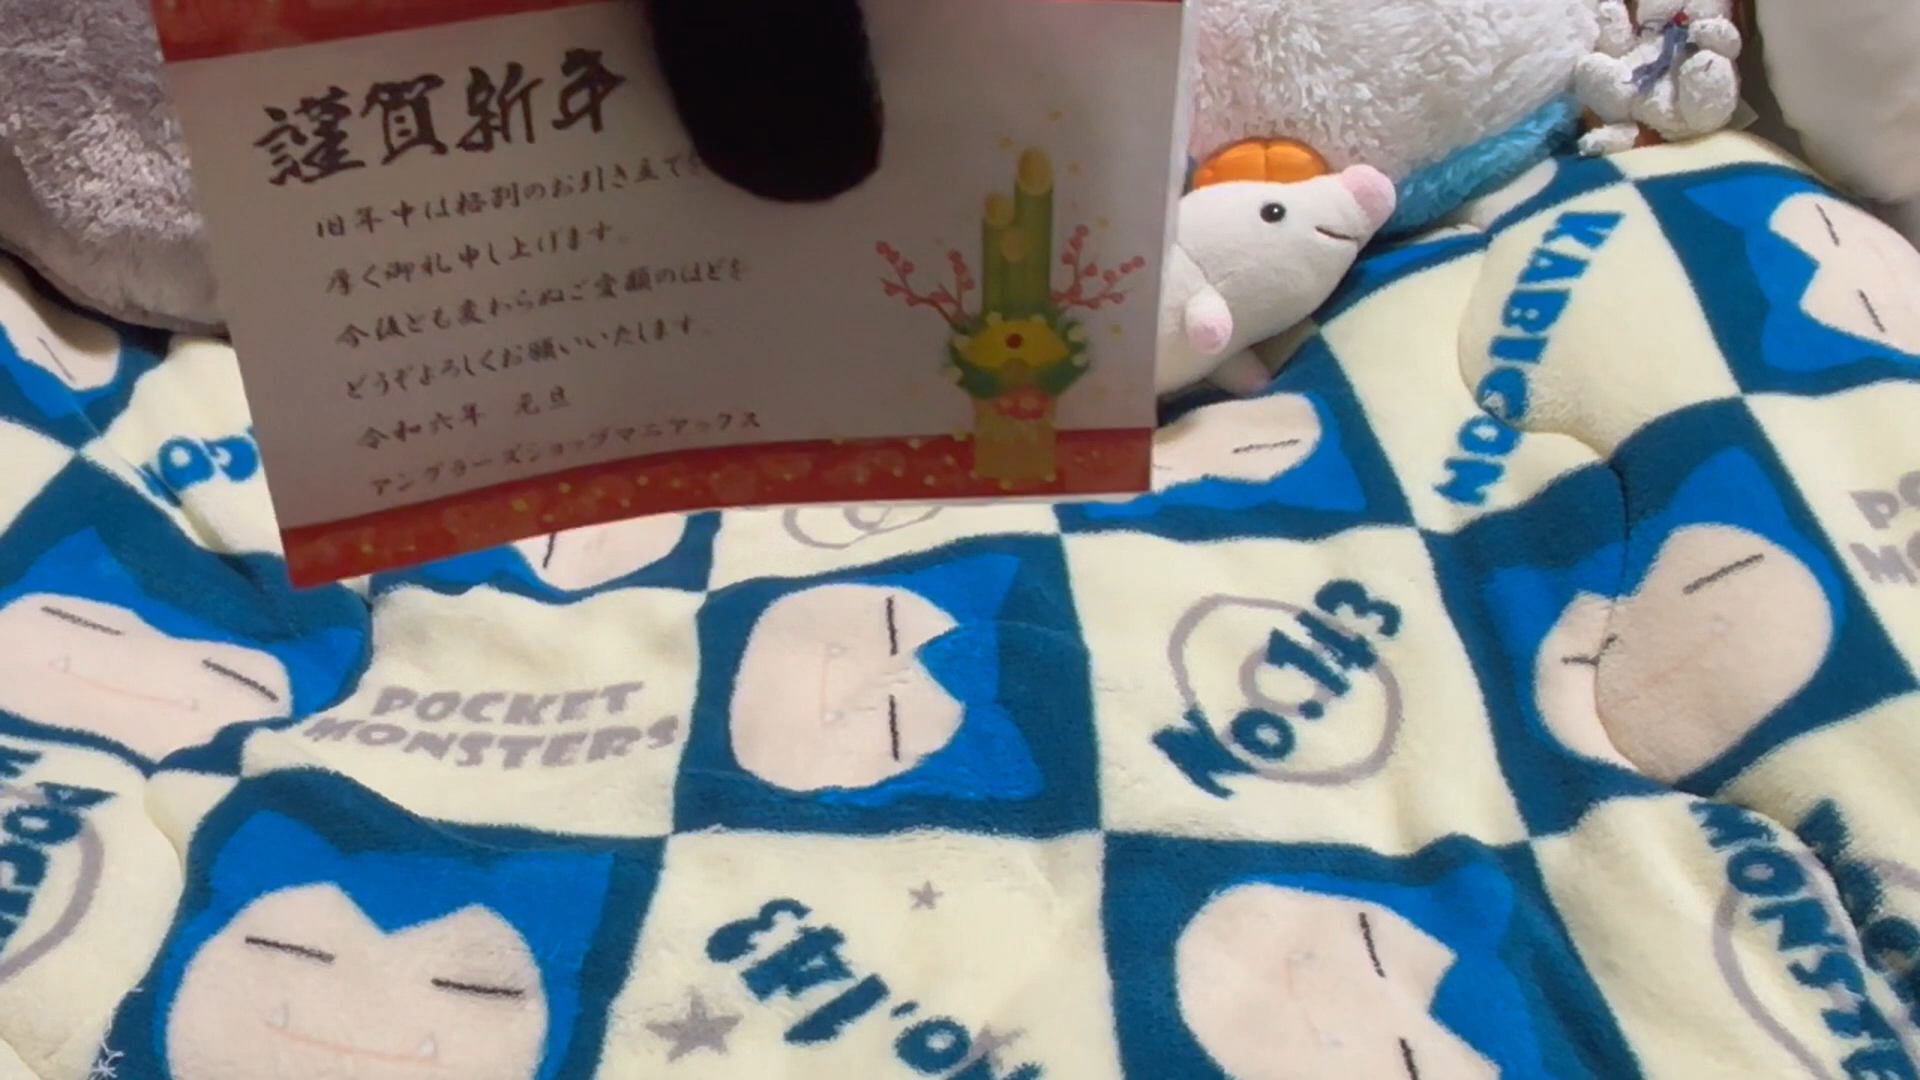 謹賀新年
旧年中は格別のお引き立てを
厚く御礼申し上げます。
今後とも変わらぬご愛顧のほどを
どうぞよろしくお願いいたします。
令和六年 元旦
アングラーズショップマニアックス
KABIGON
POCKET
MONSTERS
No.143
No.143
MONSTE